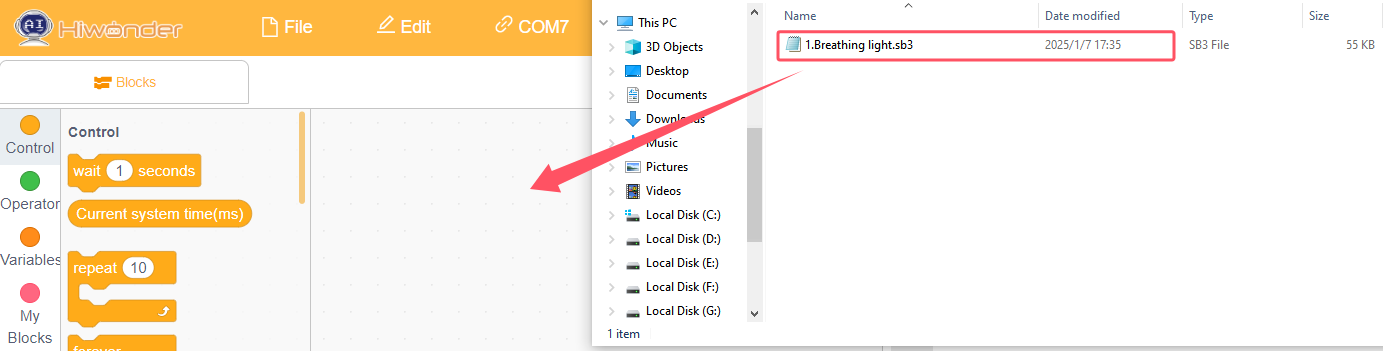 AI Hiwonder
File
Edit
COM7
Blocks
Control
Operator
Variables
My
Blocks
Control
wait 1 seconds
Current system time(ms)
repeat 10
forever
This PC
3D Objects
Desktop
Documents
Downloads
Music
Pictures
Videos
Local Disk (C:)
Local Disk (D:)
Local Disk (E:)
Local Disk (F:)
Local Disk (G:)
1 item
Name Date modified Type Size
1.Breathing light.sb3 2025/1/7 17:35 SB3 File 55 KB